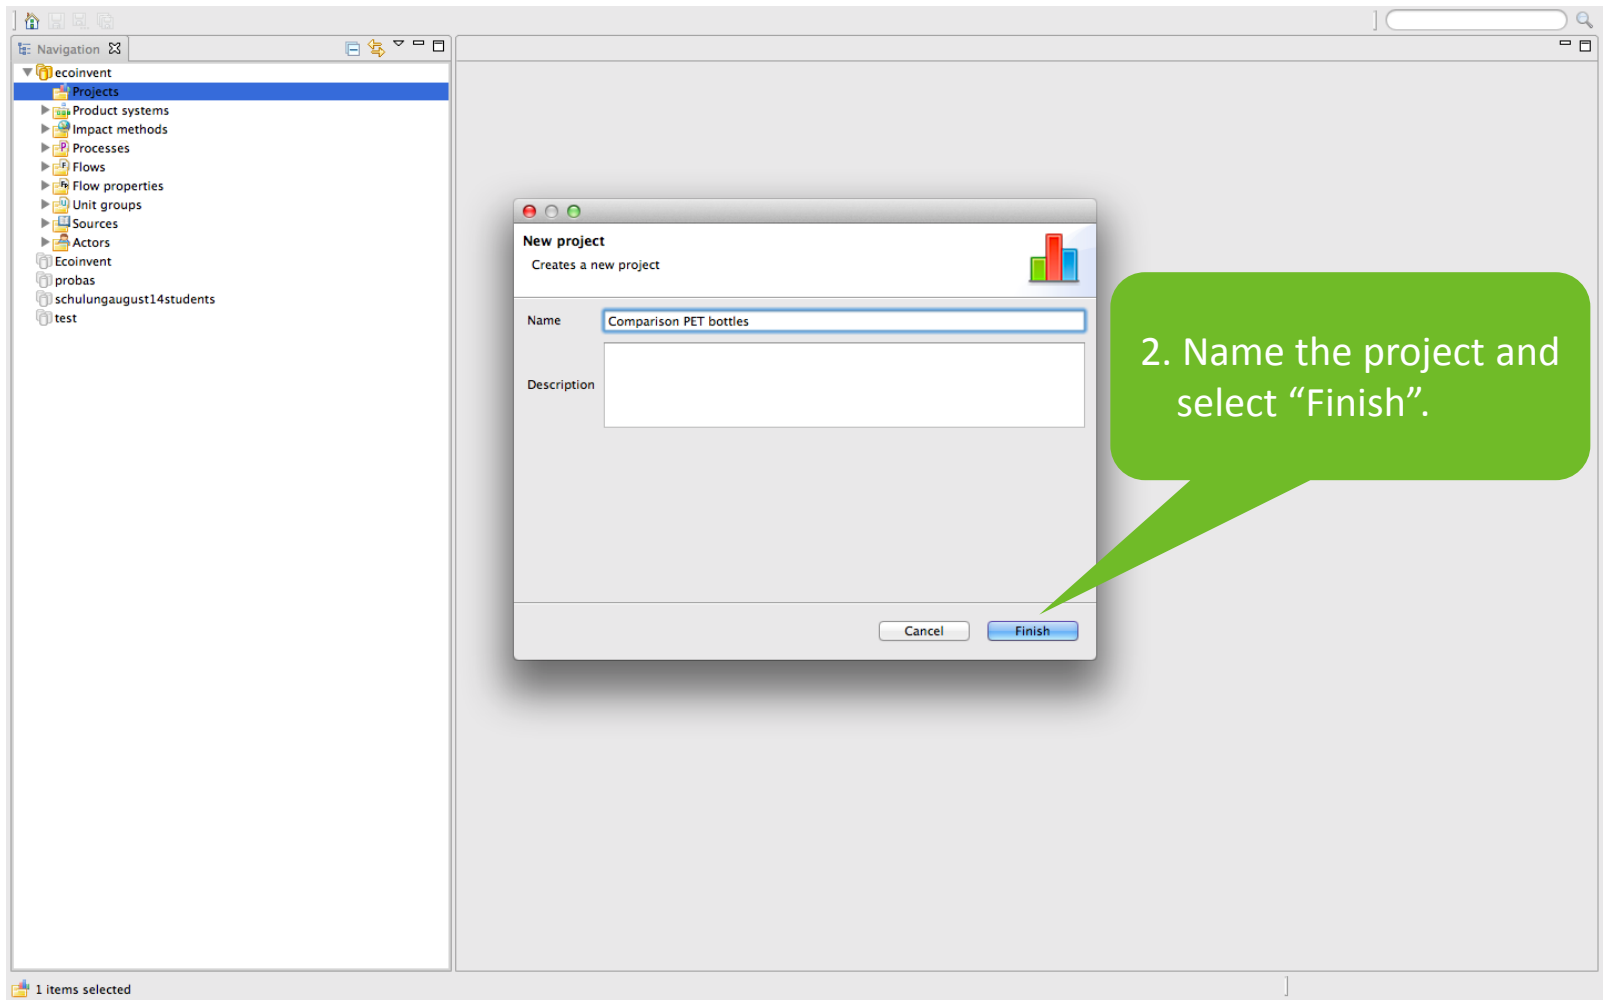 Navigation
ecoinvent
Projects
Product systems
Impact methods
Processes
Flows
Flow properties
Unit groups
Sources
Actors
Ecoinvent
probas
schulungaugust14students
test
New project
Creates a new project
Name
Comparison PET bottles
Description
Cancel
Finish
2. Name the project and
select “Finish”.
1 items selected